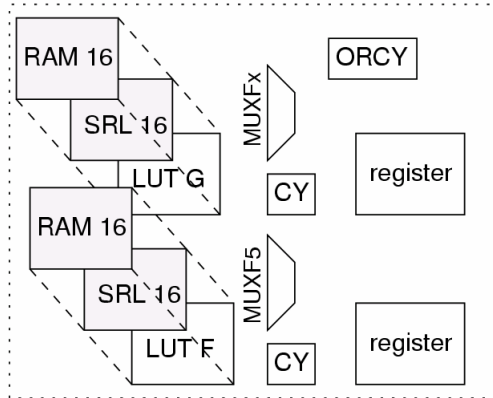 RAM 16
ORCY
SRL 16
MUXFx
LUT G
CY
register
RAM 16
SRL 16
MUXF5
LUT F
CY
register